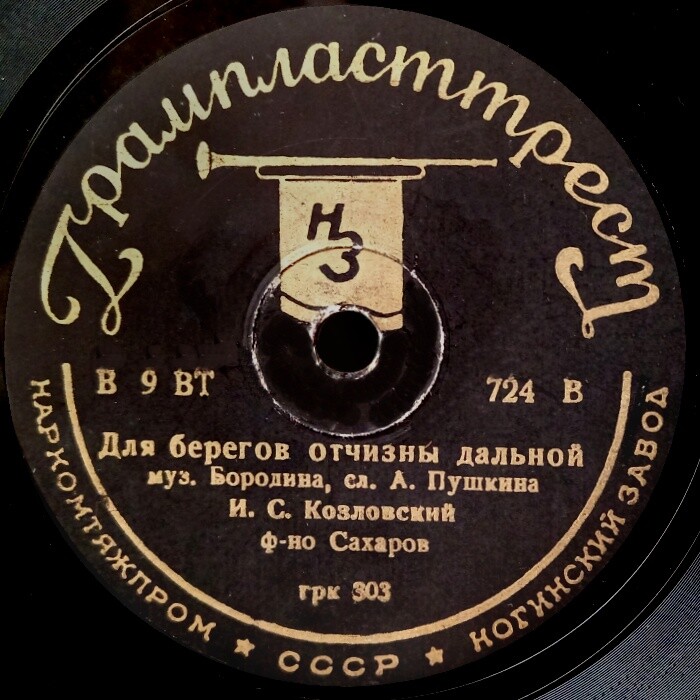 Грампласттрест
НЗ
В 9 ВТ
724 В
Для берегов отчизны дальной
муз. Бородина, сл. А. Пушкина
И. С. Козловский
ф-но Сахаров
грк 303
НАРКОМТЯЖПРОМ ★ СССР ★ НОГИНСКИЙ ЗАВОД